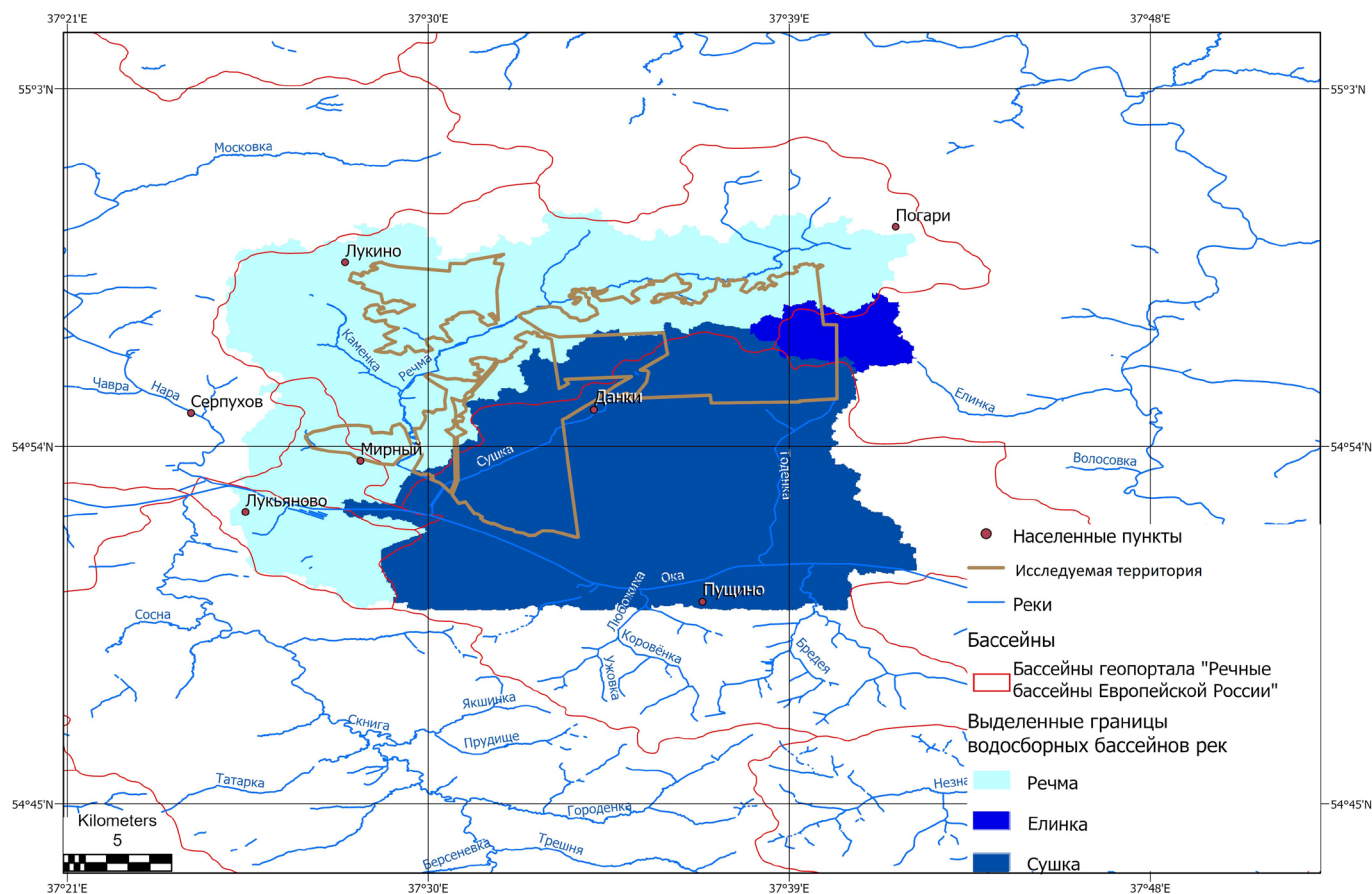 37°21'E
37°30'E
37°39'E
37°48'E
55°3'N
55°3'N
Московка
Погари
Лукино
Каменка
Речма
Чавра
Нара
Серпухов
Данки
Елинка
54°54'N
54°54'N
Мирный
Сушка
Годенка
Волосовка
Лукьяново
Ока
Пущино
Любожиха
Сосна
Коровёнка
Ужовка
Бредея
Якшинка
Скнига
Прудище
Татарка
Городенка
Незна
54°45'N
54°45'N
Берсеневка
Трешня
Kilometers
5
Населенные пункты
Исследуемая территория
Реки
Бассейны
Бассейны геопортала "Речные
бассейны Европейской России"
Выделенные границы
водосборных бассейнов рек
Речма
Елинка
Сушка
37°21'E
37°30'E
37°39'E
37°48'E